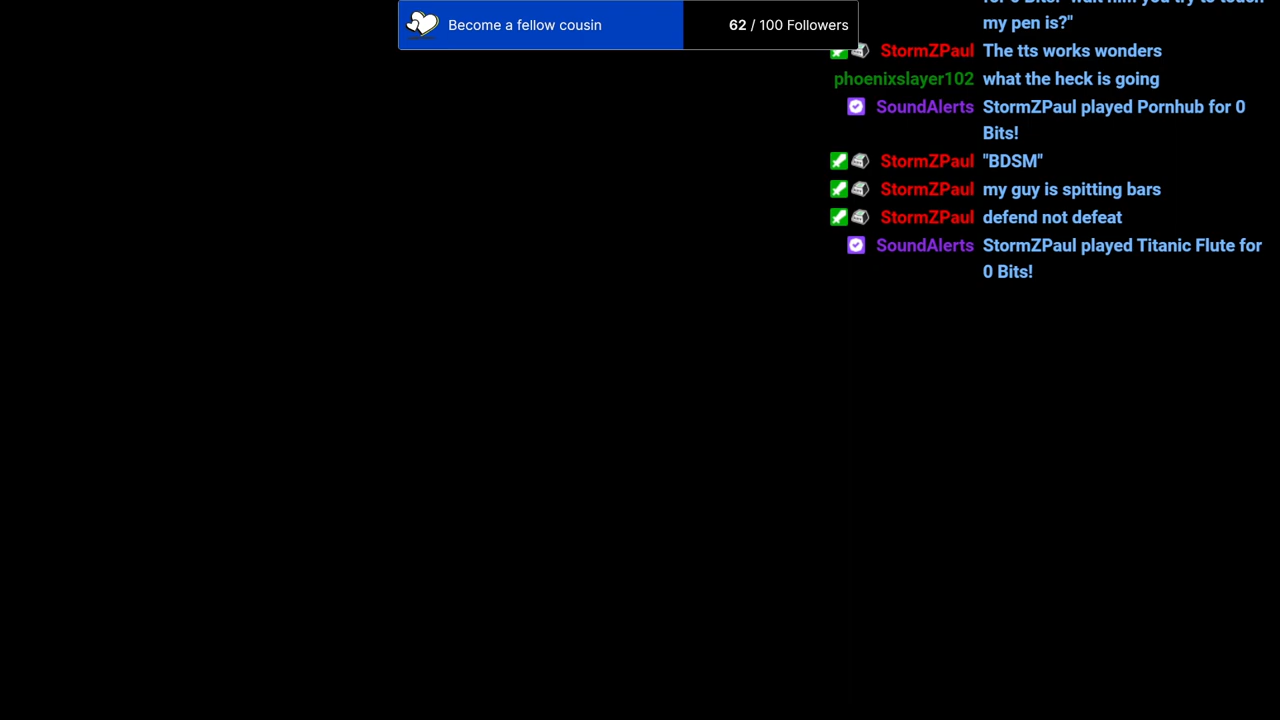 Become a fellow cousin
62 / 100 Followers
my pen is?"
StormZPaul The tts works wonders
phoenixslayer102 what the heck is going
SoundAlerts StormZPaul played Pornhub for 0
Bits!
StormZPaul "BDSM"
StormZPaul my guy is spitting bars
StormZPaul defend not defeat
SoundAlerts StormZPaul played Titanic Flute for
0 Bits!